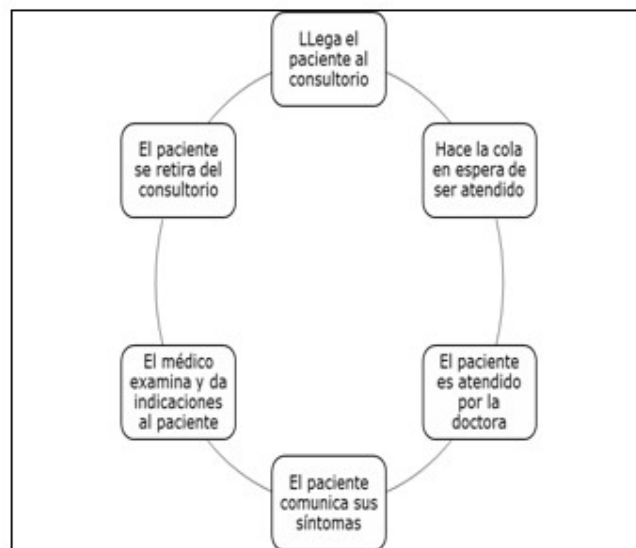 LLega el
paciente al
consultorio
Hace la cola
en espera de
ser atendido
El paciente
es atendido
por la
doctora
El paciente
comunica sus
síntomas
El médico
examina y da
indicaciones
al paciente
El paciente
se retira del
consultorio